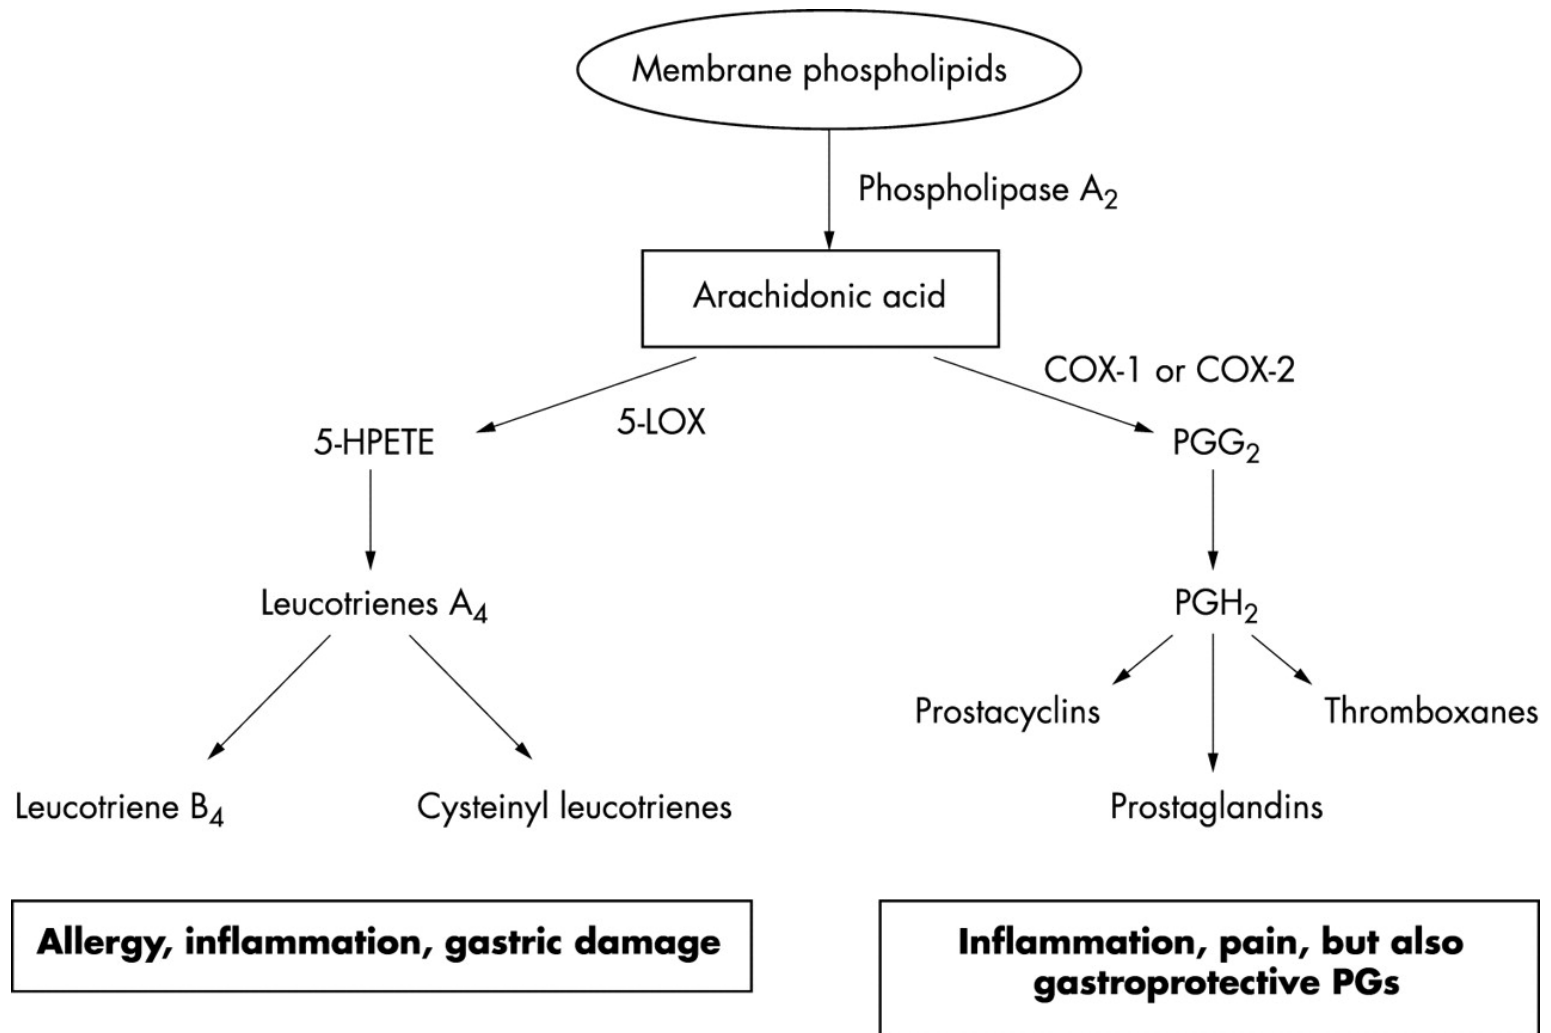 Membrane phospholipids
Phospholipase A₂
Arachidonic acid
COX-1 or COX-2
5-LOX
5-HPETE
PGG₂
Leucotrienes A₄
PGH₂
Prostacyclins
Thromboxanes
Leucotriene B₄
Cysteinyl leucotrienes
Prostaglandins
Allergy, inflammation, gastric damage
Inflammation, pain, but also
gastroprotective PGs